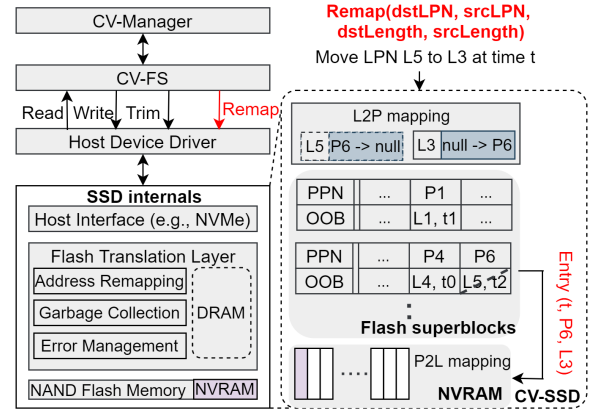 CV-Manager
CV-FS
Read Write Trim Remap
Host Device Driver
SSD internals
Host Interface (e.g., NVMe)
Flash Translation Layer
Address Remapping
Garbage Collection
Error Management
DRAM
NAND Flash Memory NVRAM
Remap(dstLPN, srcLPN,
dstLength, srcLength)
Move LPN L5 to L3 at time t
L2P mapping
L5 P6 -> null L3 null -> P6
PPN ... P1 ...
OOB ... L1, t1 ...
PPN ... P4 P6
OOB ... L4, t0 L5, t2
:
Flash superblocks
Entry (t, P6, L3)
.... P2L mapping
NVRAM
CV-SSD